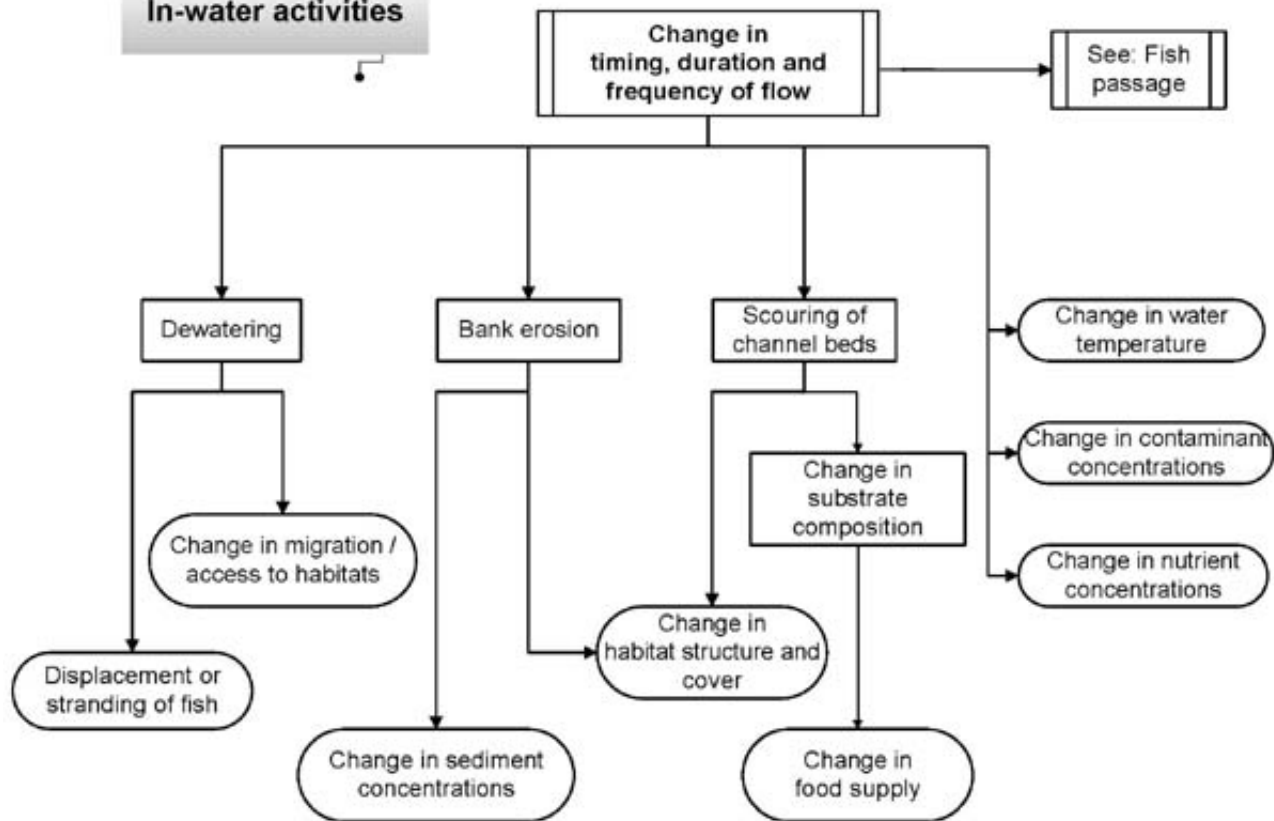 In-water activities
Change in
timing, duration and
frequency of flow
See: Fish
passage
Dewatering
Bank erosion
Scouring of
channel beds
Change in water
temperature
Change in contaminant
concentrations
Change in
substrate
composition
Change in migration /
access to habitats
Change in nutrient
concentrations
Change in
habitat structure and
cover
Displacement or
stranding of fish
Change in sediment
concentrations
Change in
food supply